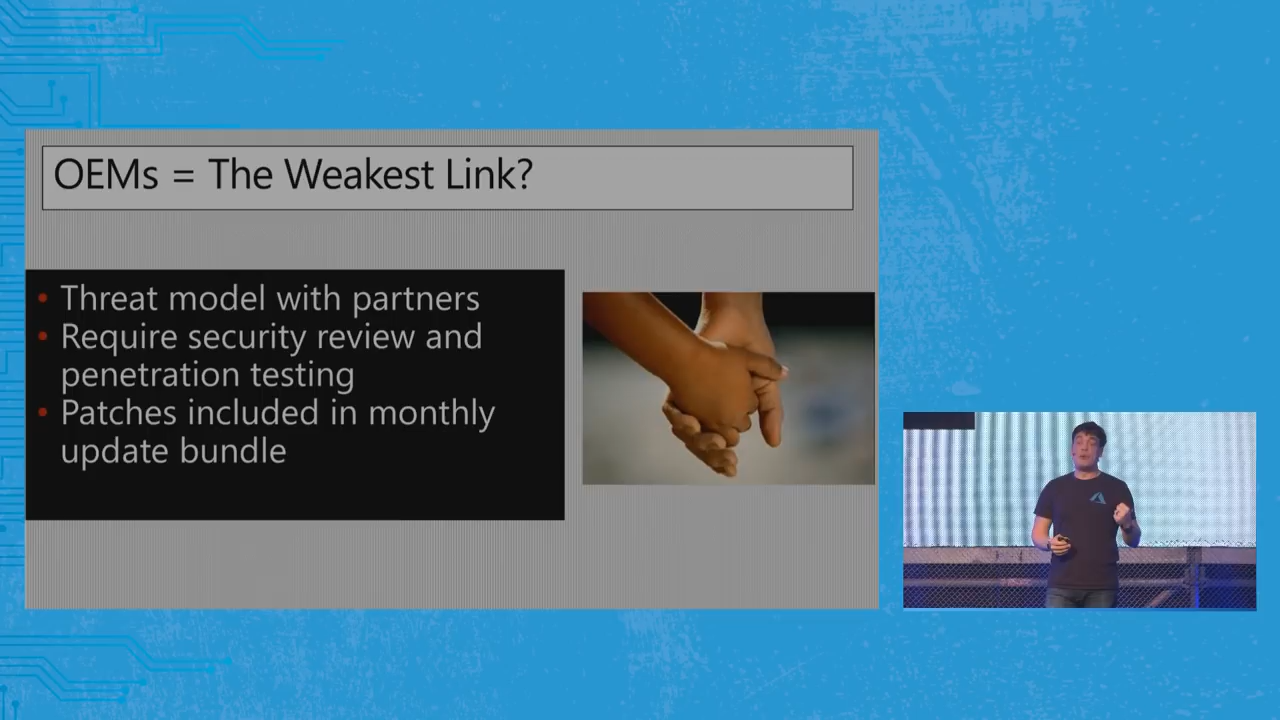 OEMs = The Weakest Link?
• Threat model with partners
• Require security review and
penetration testing
• Patches included in monthly
update bundle